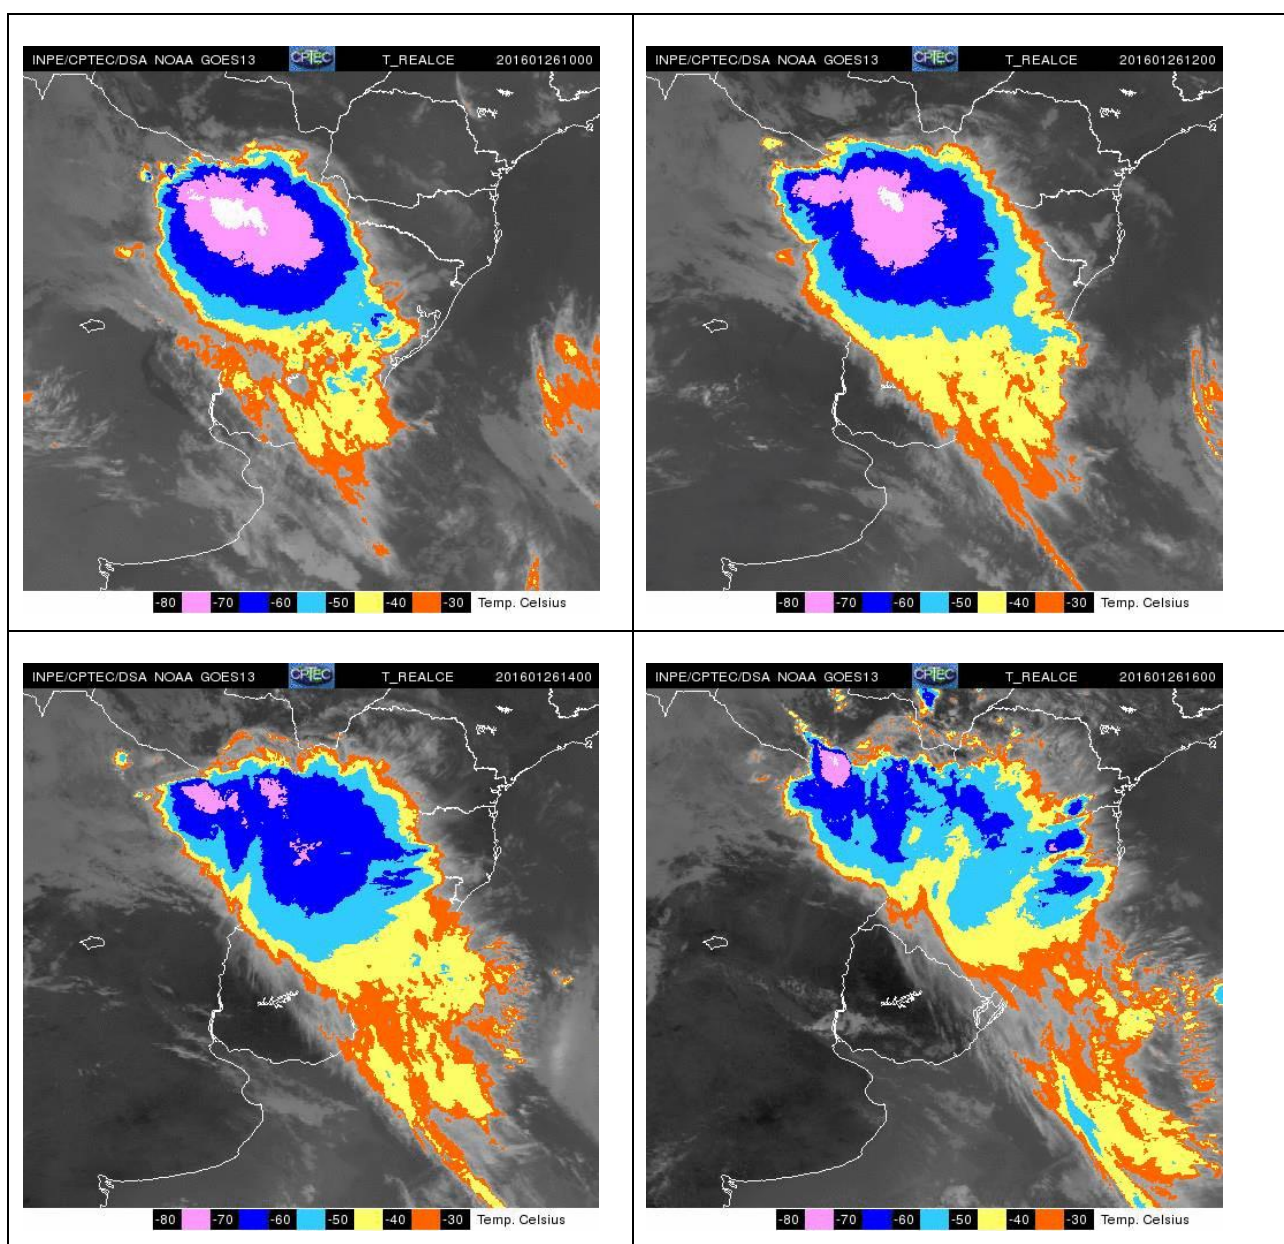 INPE/CPTEC/DSA NOAA GOES13 CPTEC T_REALCE 201601261000
-80 -70 -60 -50 -40 -30 Temp. Celsius
INPE/CPTEC/DSA NOAA GOES13 CPTEC T_REALCE 201601261200
-80 -70 -60 -50 -40 -30 Temp. Celsius
INPE/CPTEC/DSA NOAA GOES13 CPTEC T_REALCE 201601261400
-80 -70 -60 -50 -40 -30 Temp. Celsius
INPE/CPTEC/DSA NOAA GOES13 CPTEC T_REALCE 201601261600
-80 -70 -60 -50 -40 -30 Temp. Celsius